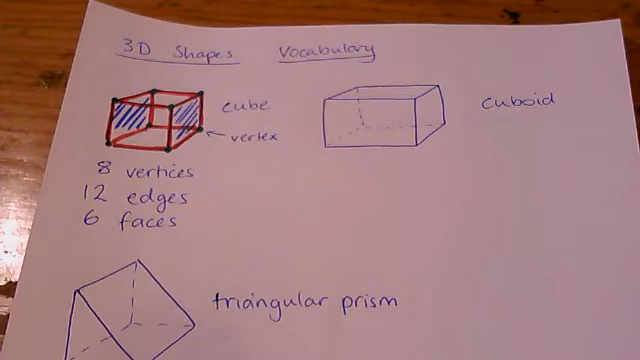 3D Shapes Vocabulary
cube
cuboid
vertex
8 vertices
12 edges
6 faces
triangular prism